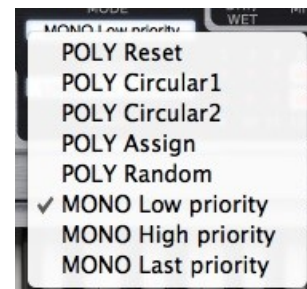 MODE
WET
MONO Low priority
POLY Reset
POLY Circular1
POLY Circular2
POLY Assign
POLY Random
✓ MONO Low priority
MONO High priority
MONO Last priority